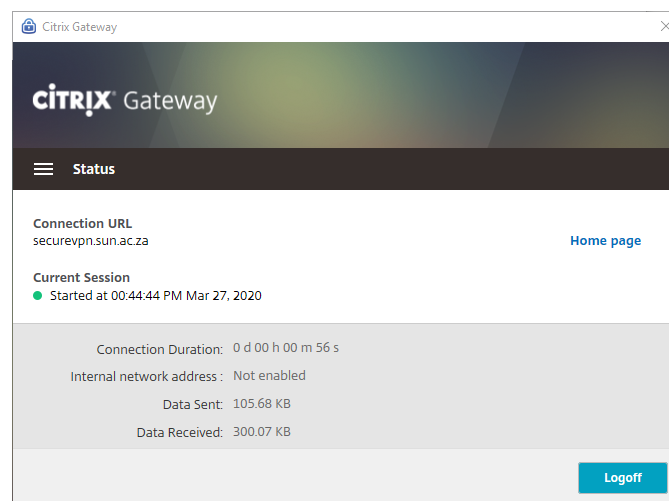 Citrix Gateway
CİTRIX Gateway
Status
Connection URL
securevpn.sun.ac.za
Home page
Current Session
Started at 00:44:44 PM Mar 27, 2020
Connection Duration: 0 d 00 h 00 m 56 s
Internal network address : Not enabled
Data Sent: 105.68 KB
Data Received: 300.07 KB
Logoff